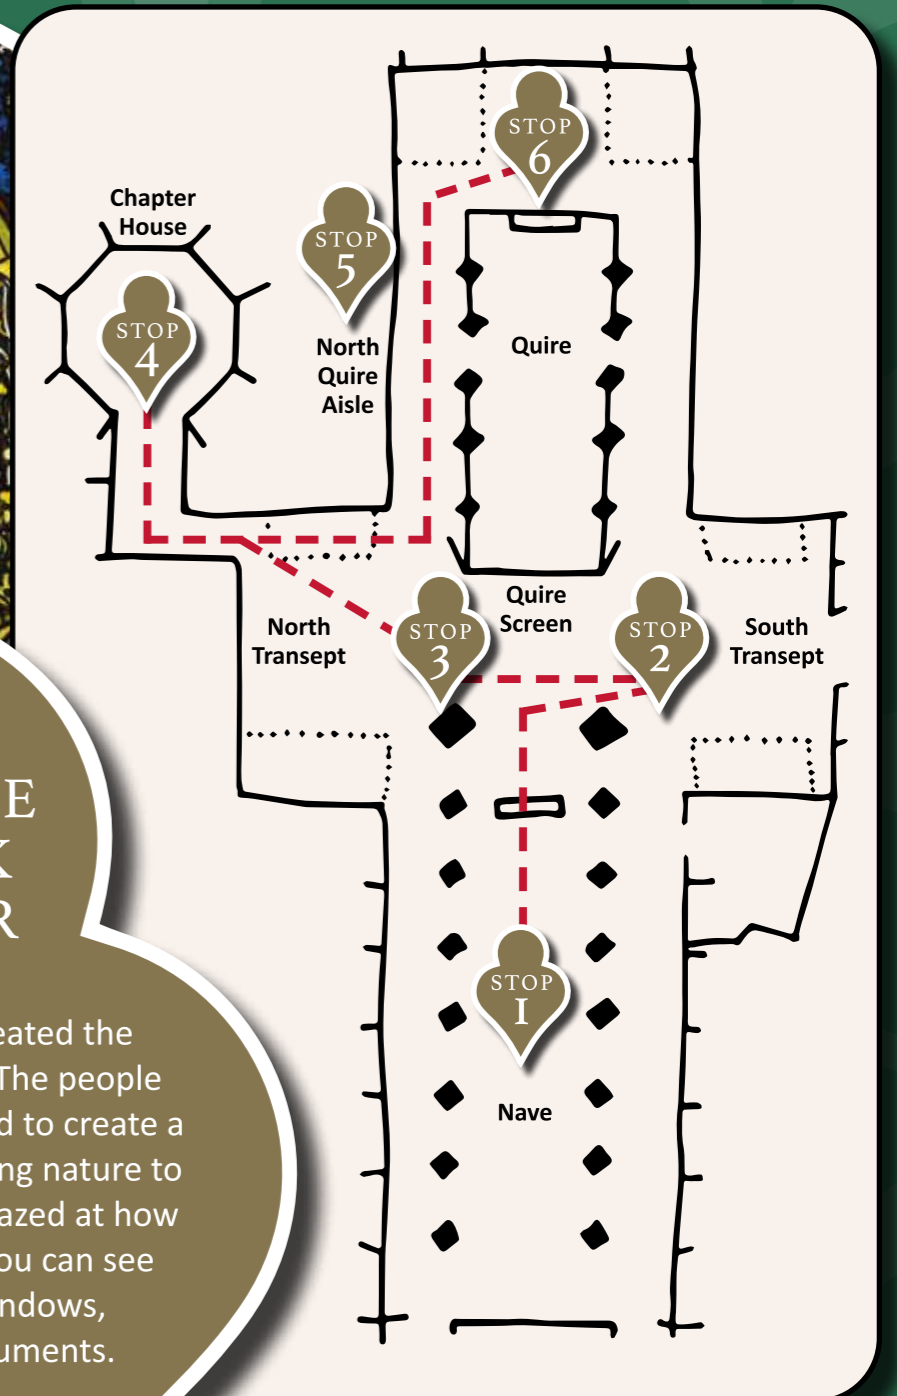 STOP
6
Chapter
House
STOP
5
STOP
4
North
Quire
Aisle
Quire
Quire
Screen
STOP
3
STOP
2
North
Transept
South
Transept
STOP
1
Nave
E
K
R
eated the
The people
d to create a
ng nature to
azed at how
ou can see
ndows,
uments.